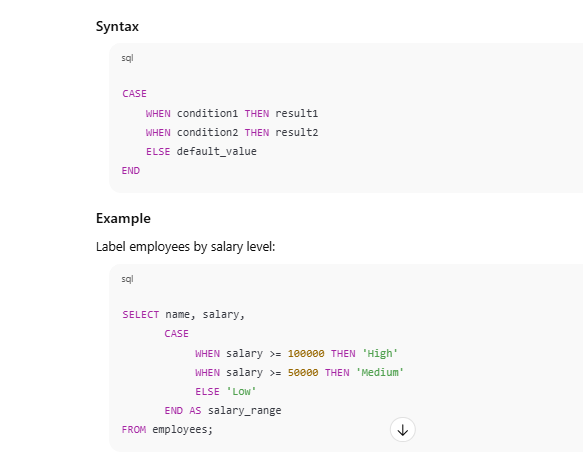 Syntax
sql
CASE
WHEN condition1 THEN result1
WHEN condition2 THEN result2
ELSE default_value
END
Example
Label employees by salary level:
sql
SELECT name, salary,
CASE
WHEN salary >= 100000 THEN 'High'
WHEN salary >= 50000 THEN 'Medium'
ELSE 'Low'
END AS salary_range
FROM employees;